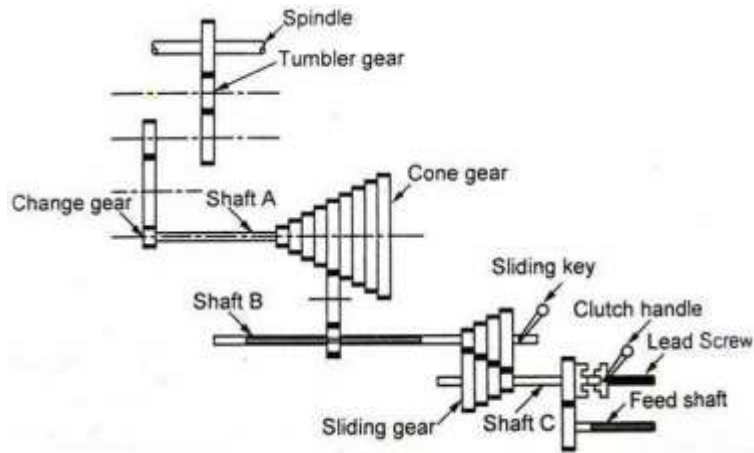 Spindle
Tumbler gear
Cone gear
Shaft A
Change gear
Sliding key
Shaft B
Clutch handle
Lead Screw
Feed shaft
Sliding gear
Shaft C